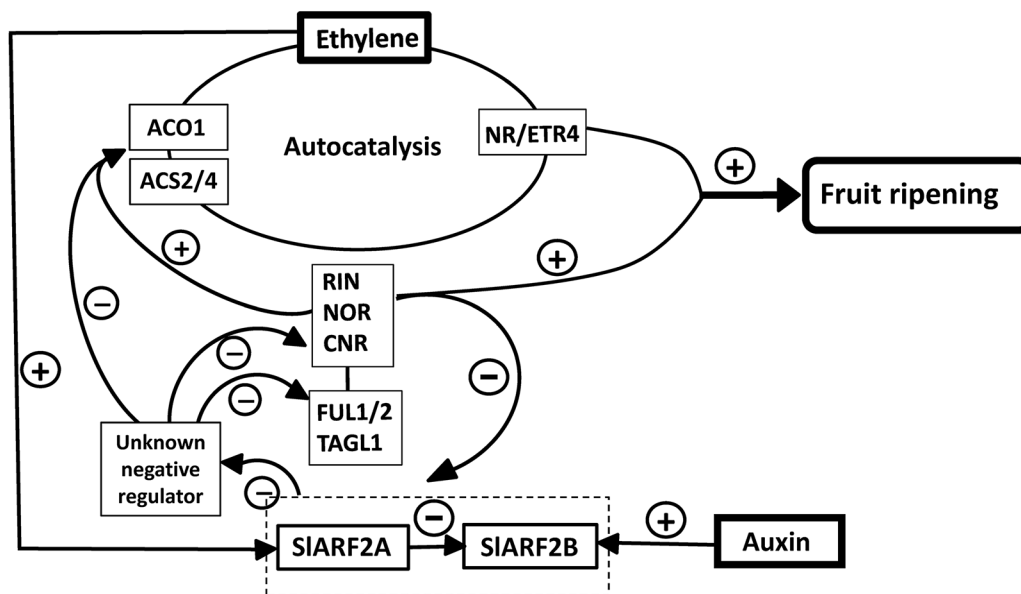 Ethylene
ACO1
Autocatalysis
NR/ETR4
ACS2/4
+
Fruit ripening
+
+
RIN
NOR
CNR
−
−
+
−
−
FUL1/2
TAGL1
Unknown
negative
regulator
−
−
+
SlARF2A
SlARF2B
Auxin